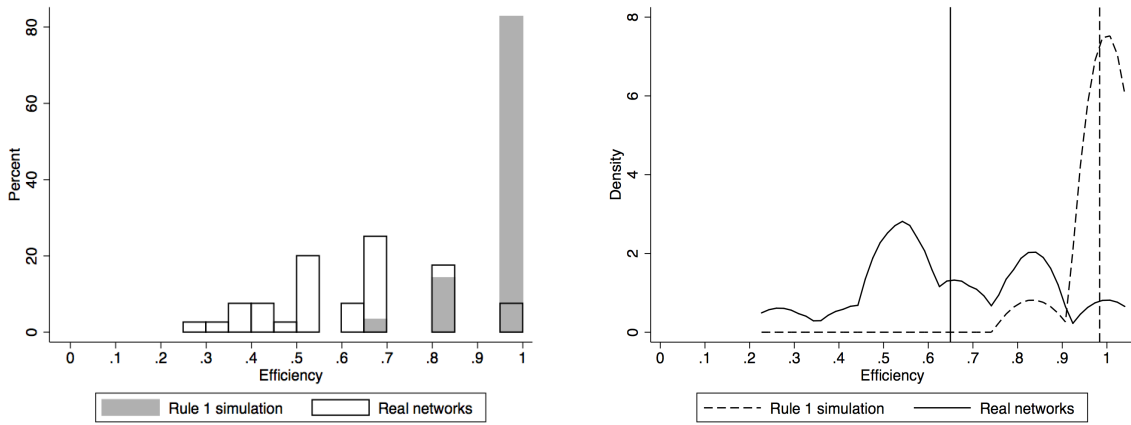 80
60
40
20
0
Percent
0 .1 .2 .3 .4 .5 .6 .7 .8 .9 1
Efficiency
Rule 1 simulation Real networks
8
6
4
2
0
Density
0 .1 .2 .3 .4 .5 .6 .7 .8 .9 1
Efficiency
Rule 1 simulation Real networks